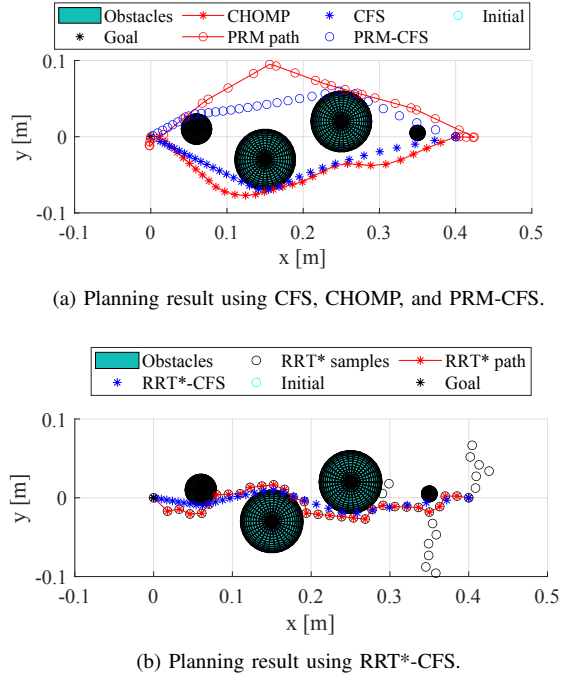 Obstacles CHOMP CFS Initial
Goal PRM path PRM-CFS
0.1
0
-0.1
y [m]
-0.1 0 0.1 0.2 0.3 0.4 0.5
x [m]
(a) Planning result using CFS, CHOMP, and PRM-CFS.
Obstacles RRT* samples RRT* path
RRT*-CFS Initial Goal
0.1
0
-0.1
y [m]
-0.1 0 0.1 0.2 0.3 0.4 0.5
x [m]
(b) Planning result using RRT*-CFS.